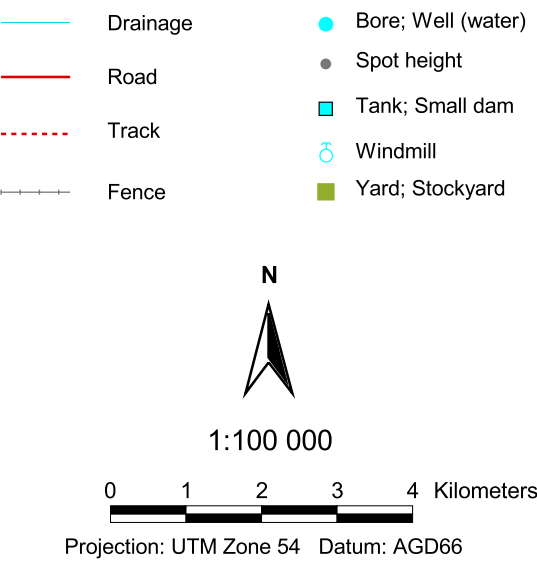 Drainage
Road
Track
Fence
Bore; Well (water)
Spot height
Tank; Small dam
Windmill
Yard; Stockyard
N
1:100 000
0 1 2 3 4 Kilometers
Projection: UTM Zone 54 Datum: AGD66